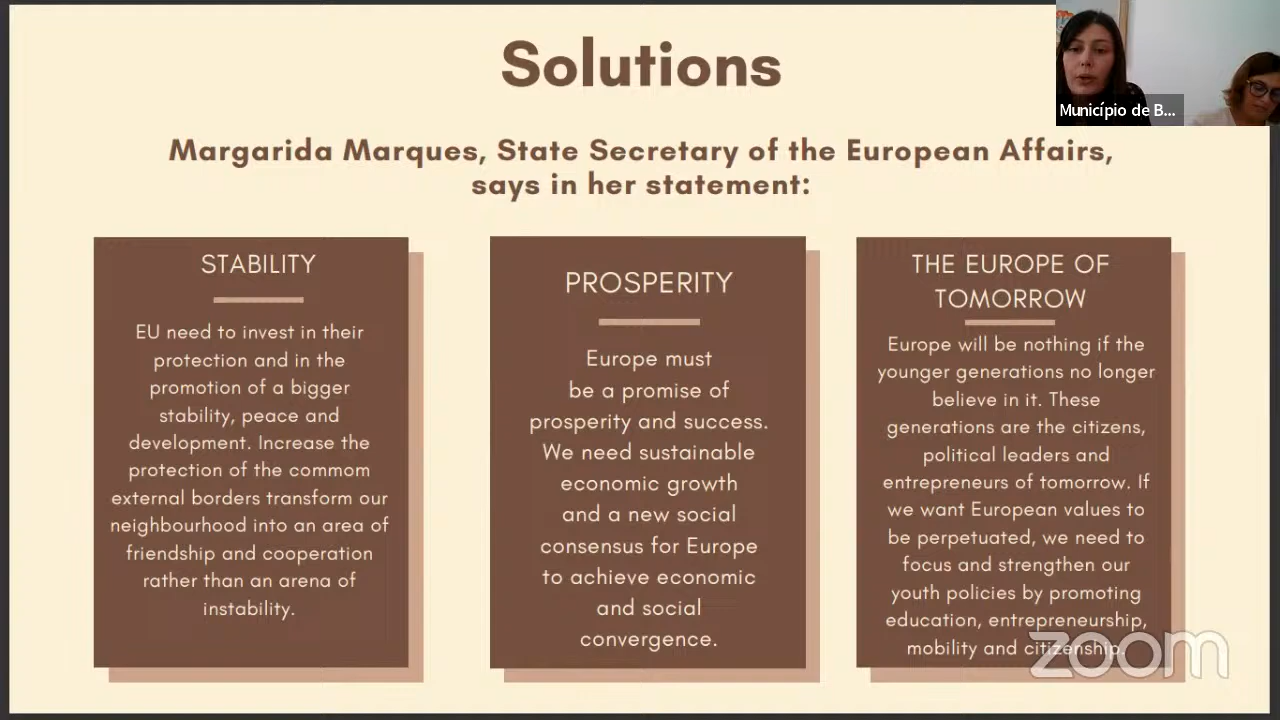 Solutions
Margarida Marques, State Secretary of the European Affairs,
says in her statement:
STABILITY
EU need to invest in their
protection and in the
promotion of a bigger
stability, peace and
development. Increase the
protection of the commom
external borders transform our
neighbourhood into an area of
friendship and cooperation
rather than an arena of
instability.
PROSPERITY
Europe must
be a promise of
prosperity and success.
We need sustainable
economic growth
and a new social
consensus for Europe
to achieve economic
and social
convergence.
THE EUROPE OF
TOMORROW
Europe will be nothing if the
younger generations no longer
believe in it. These
generations are the citizens,
political leaders and
entrepreneurs of tomorrow. If
we want European values to
be perpetuated, we need to
focus and strengthen our
youth policies by promoting
education, entrepreneurship,
mobility and citizenship.
Município de B...
zoom